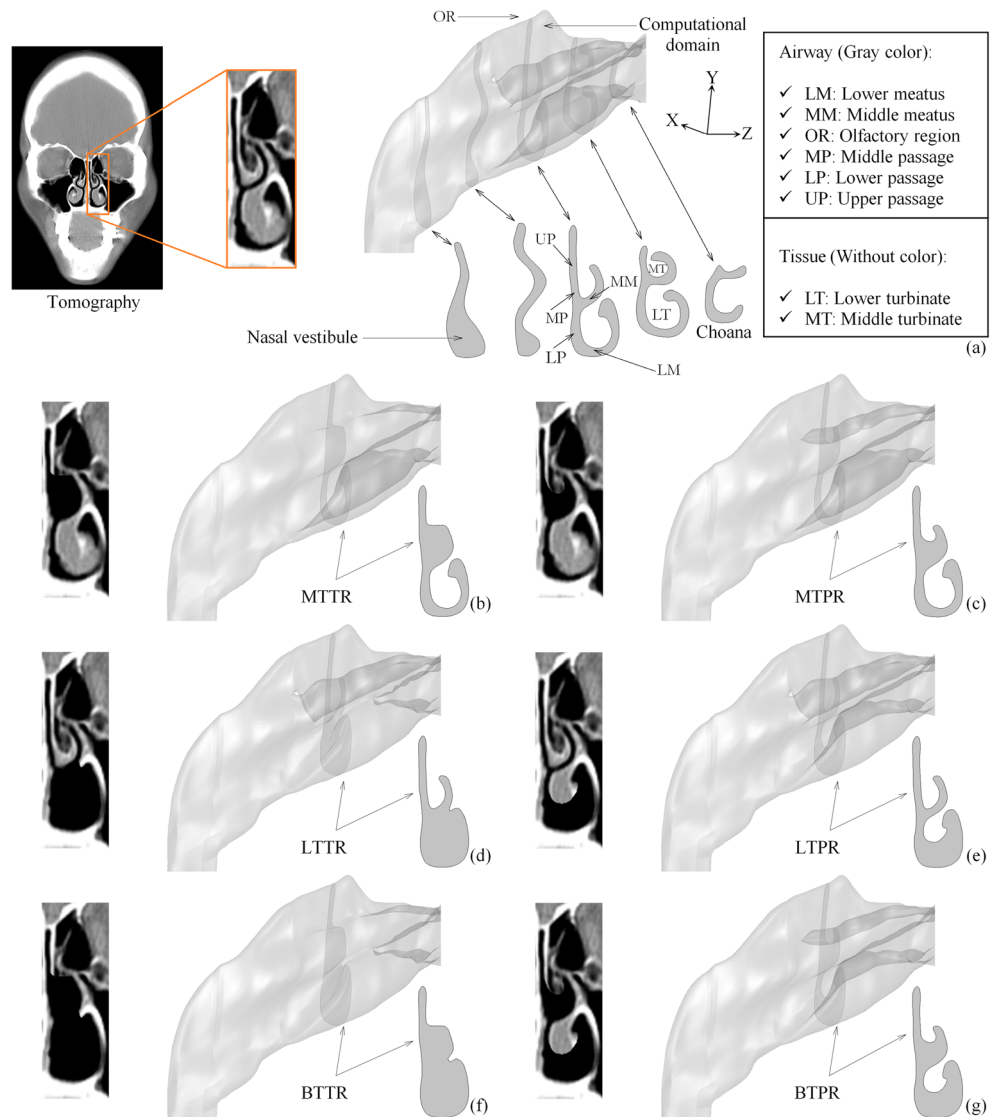 OR
Computational
domain
Tomography
Y
X
Z
UP
MM
MT
MP
LT
Nasal vestibule
Choana
LP
LM
Airway (Gray color):
✓ LM: Lower meatus
✓ MM: Middle meatus
✓ OR: Olfactory region
✓ MP: Middle passage
✓ LP: Lower passage
✓ UP: Upper passage
Tissue (Without color):
✓ LT: Lower turbinate
✓ MT: Middle turbinate
(a)
MTTR
(b)
MTPR
(c)
LTTR
(d)
LTPR
(e)
BTTR
(f)
BTPR
(g)